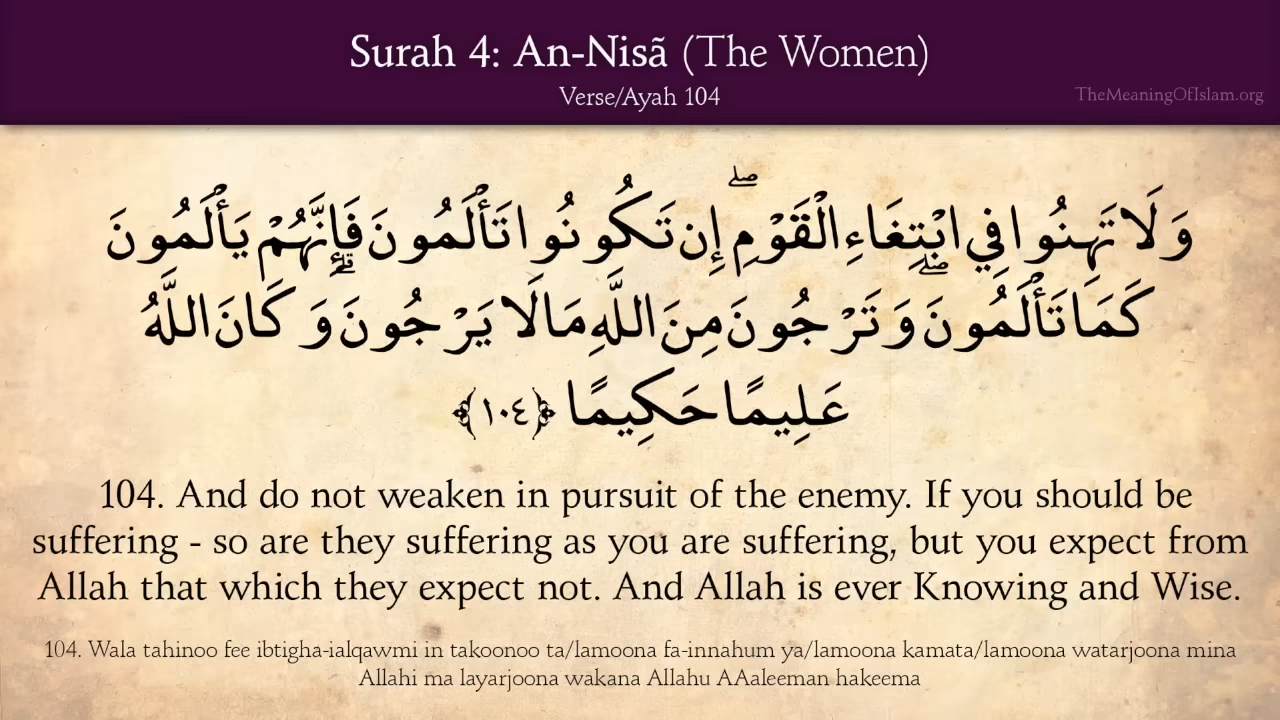 Surah 4: An-Nisã (The Women)
Verse/Ayah 104
TheMeaningOfIslam.org
وَلَا تَهِنُوا فِي ابْتِغَاءِ الْقَوْمِ ۖ إِن تَكُونُوا تَأْلَمُونَ فَإِنَّهُمْ يَأْلَمُونَ
كَمَا تَأْلَمُونَ ۖ وَتَرْجُونَ مِنَ اللَّهِ مَا لَا يَرْجُونَ ۗ وَكَانَ اللَّهُ
عَلِيمًا حَكِيمًا ﴿١٠٤﴾
104. And do not weaken in pursuit of the enemy. If you should be
suffering - so are they suffering as you are suffering, but you expect from
Allah that which they expect not. And Allah is ever Knowing and Wise.
104. Wala tahinoo fee ibtigha-ialqawmi in takoonoo ta/lamoona fa-innahum ya/lamoona kamata/lamoona watarjoona mina
Allahi ma layarjoona wakana Allahu AAaleeman hakeema